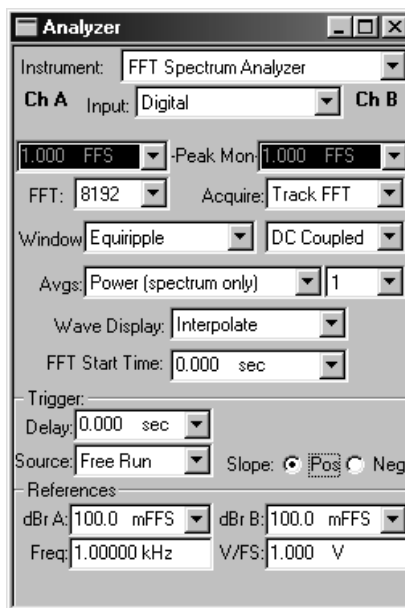 Analyzer
Instrument: FFT Spectrum Analyzer
Ch A Input: Digital Ch B
1.000 FFS -Peak Mon- 1.000 FFS
FFT: 8192 Acquire: Track FFT
Window Equiripple DC Coupled
Avgs: Power (spectrum only) 1
Wave Display: Interpolate
FFT Start Time: 0.000 sec
Trigger:
Delay: 0.000 sec
Source: Free Run Slope: Pos Neg
References
dBr A: 100.0 mFFS dBr B: 100.0 mFFS
Freq: 1.00000 kHz V/FS: 1.000 V